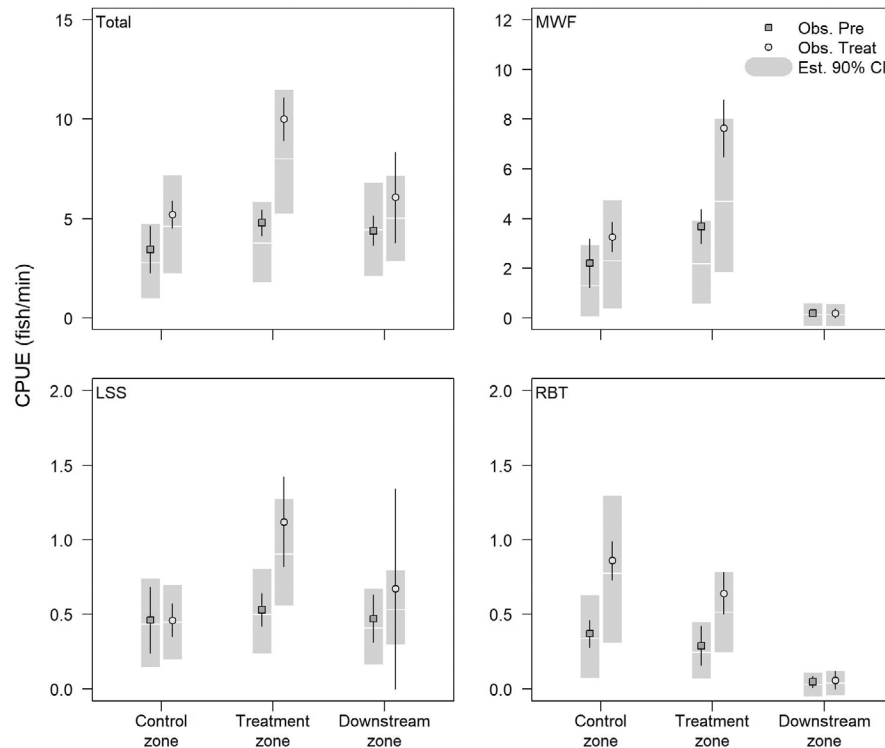 Total
15
10
5
0
MWF
12
10
8
6
4
2
0
Obs. Pre
Obs. Treat
Est. 90% CI
CPUE (fish/min)
LSS
2.0
1.5
1.0
0.5
0.0
RBT
2.0
1.5
1.0
0.5
0.0
Control zone
Treatment zone
Downstream zone
Control zone
Treatment zone
Downstream zone